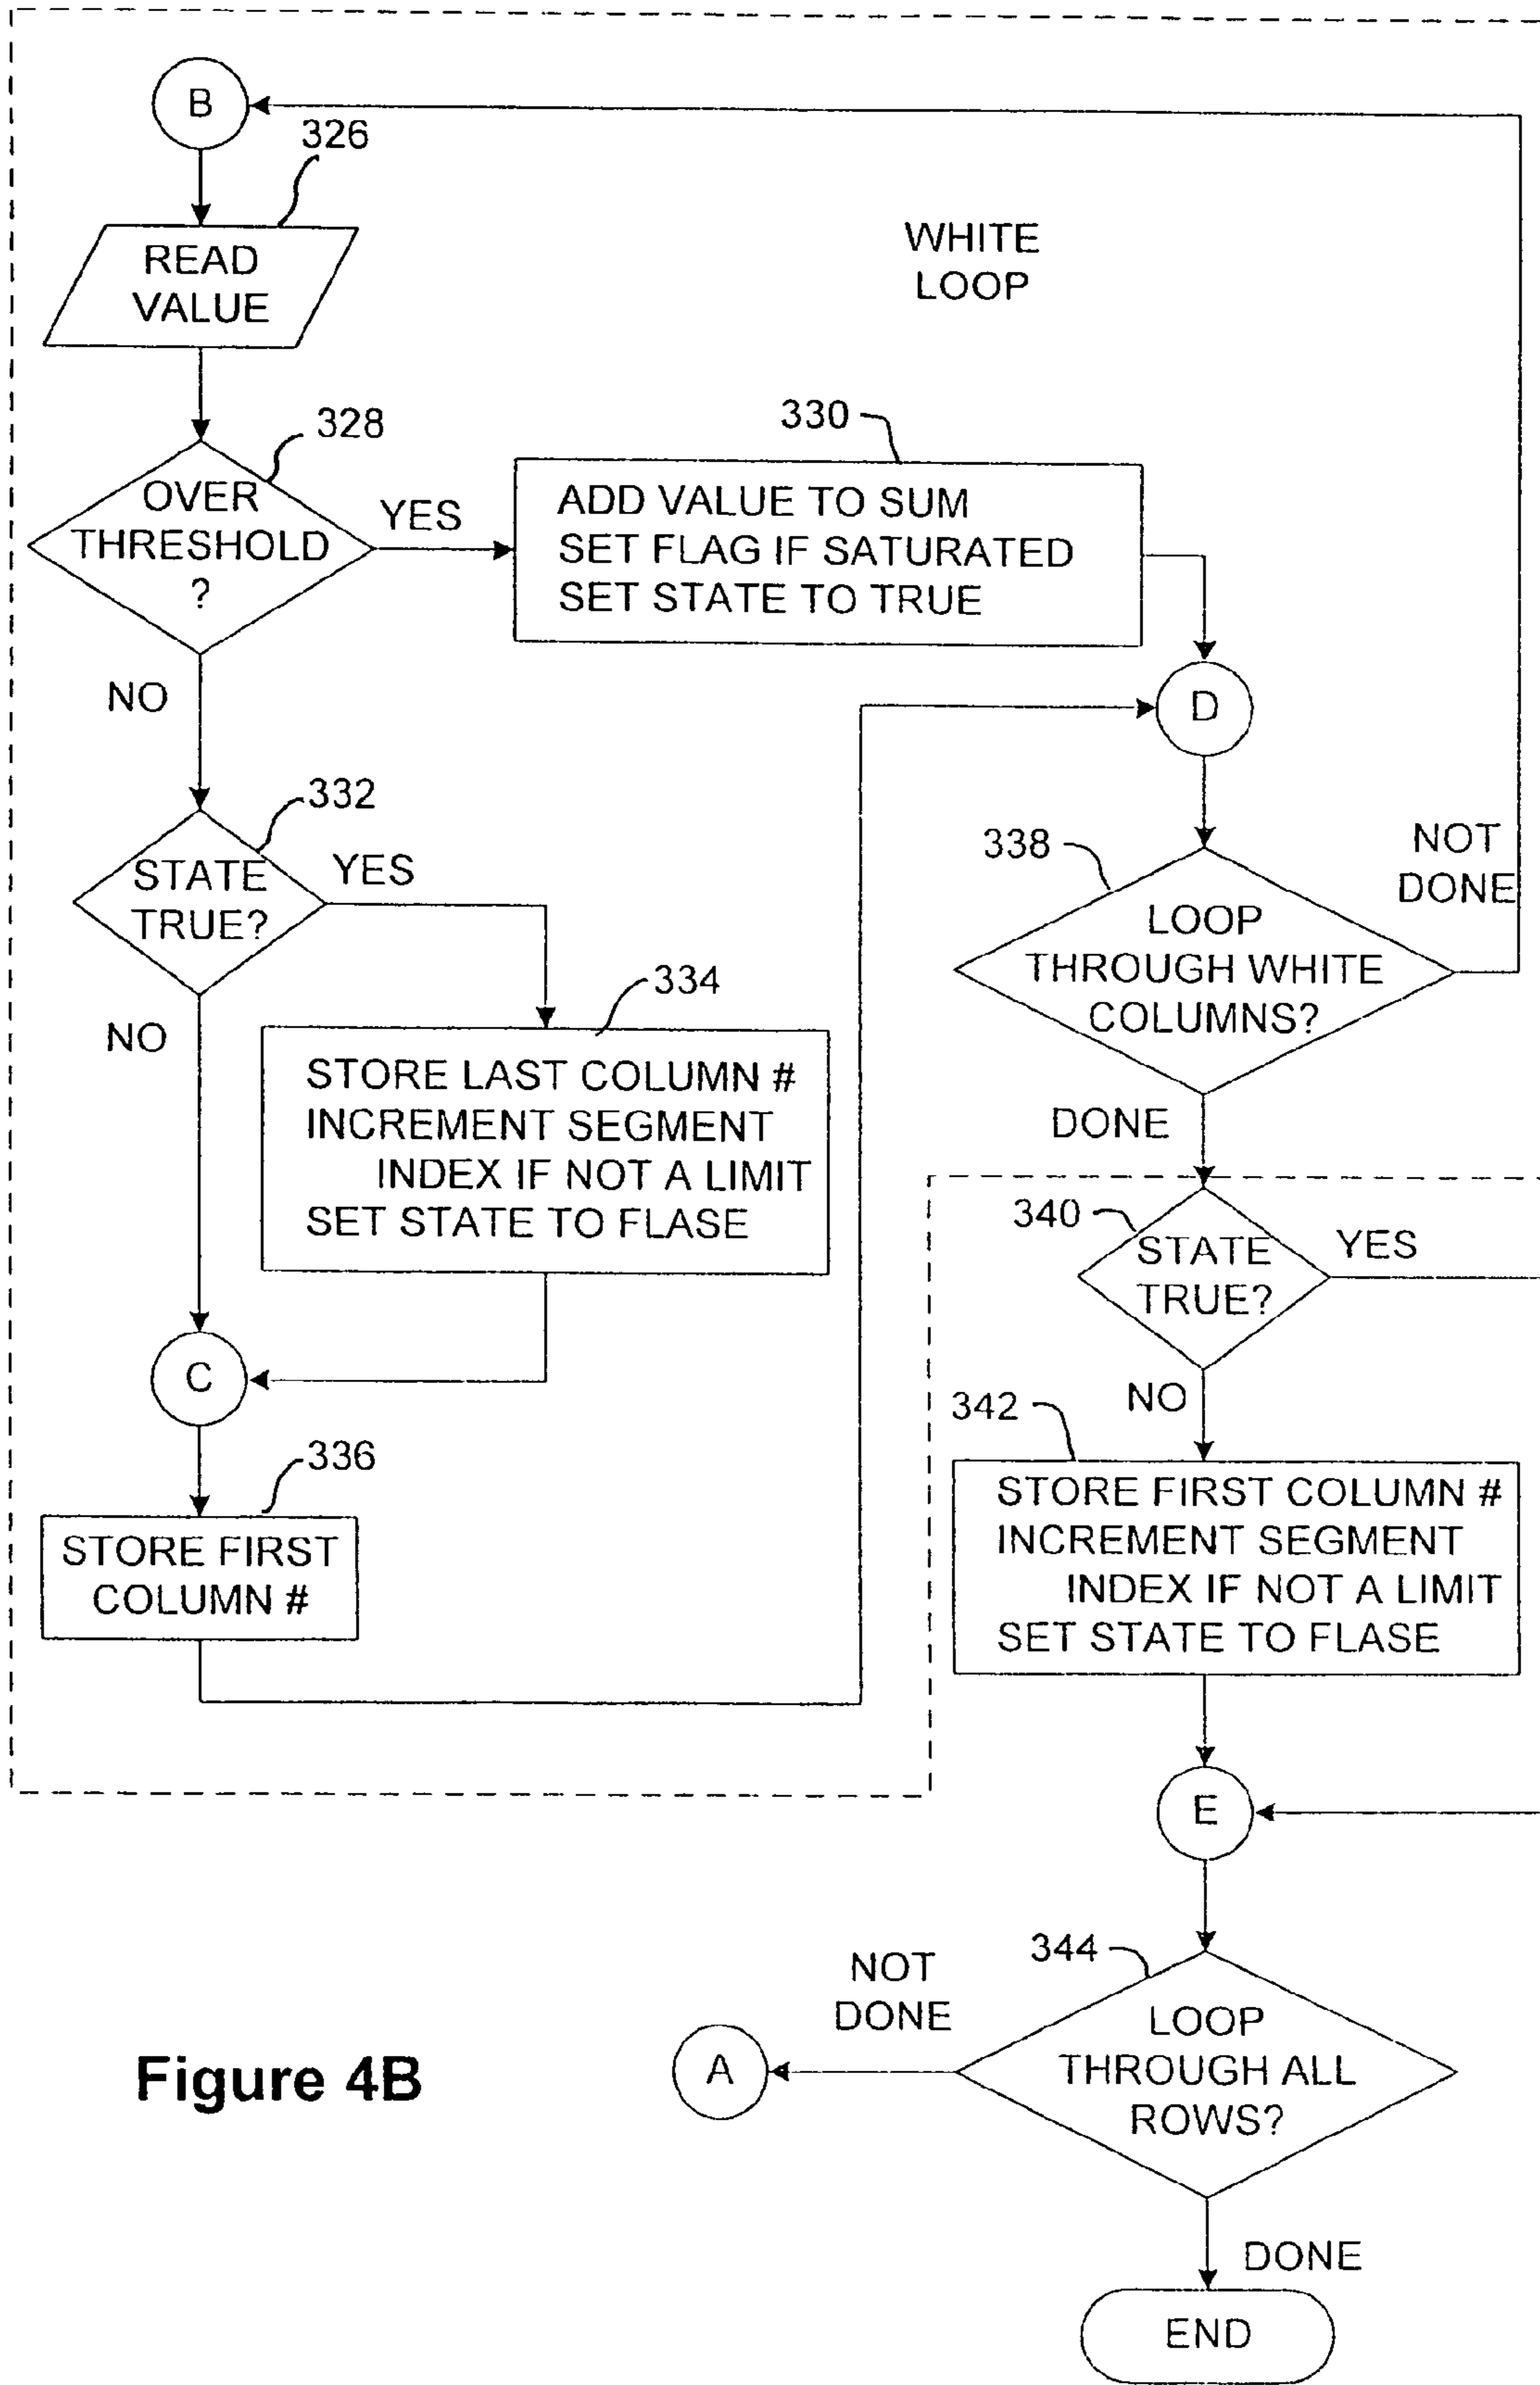 B
326
READ
VALUE
WHITE
LOOP
328
OVER
THRESHOLD
?
YES
330
ADD VALUE TO SUM
SET FLAG IF SATURATED
SET STATE TO TRUE
NO
D
332
STATE
TRUE?
YES
338
NOT
DONE
LOOP
THROUGH WHITE
COLUMNS?
NO
334
STORE LAST COLUMN #
INCREMENT SEGMENT
INDEX IF NOT A LIMIT
SET STATE TO FLASE
DONE
340
STATE
TRUE?
YES
C
NO
336
STORE FIRST
COLUMN #
342
STORE FIRST COLUMN #
INCREMENT SEGMENT
INDEX IF NOT A LIMIT
SET STATE TO FLASE
E
344
NOT
DONE
LOOP
THROUGH ALL
ROWS?
A
Figure 4B
DONE
END